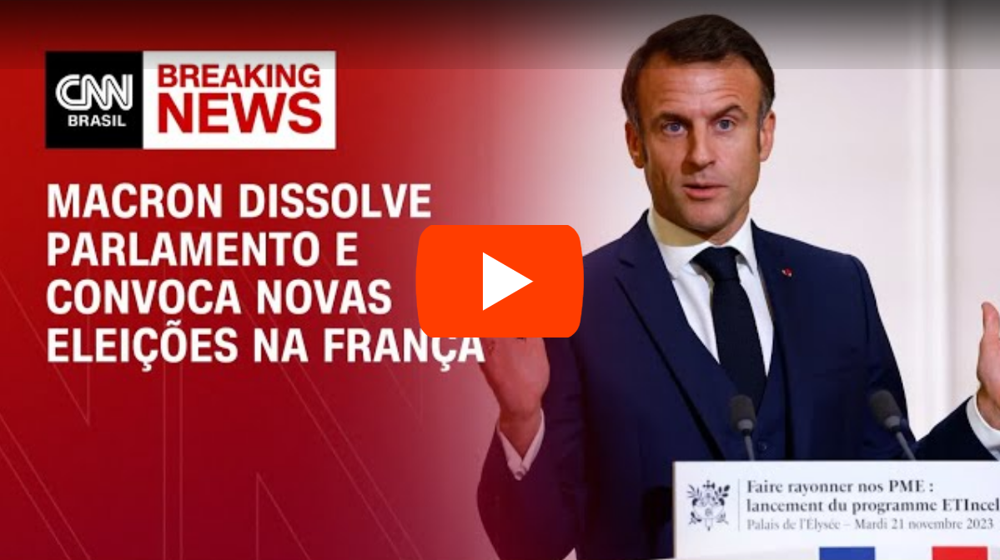 CNN
BRASIL
BREAKING
NEWS
MACRON DISSOLVE
PARLAMENTO E
CONVOCA NOVAS
ELEIÇÕES NA FRANÇA
Faire rayonner nos PME :
lancement du programme ETIncel
Palais de l'Élysée – Mardi 21 novembre 2023